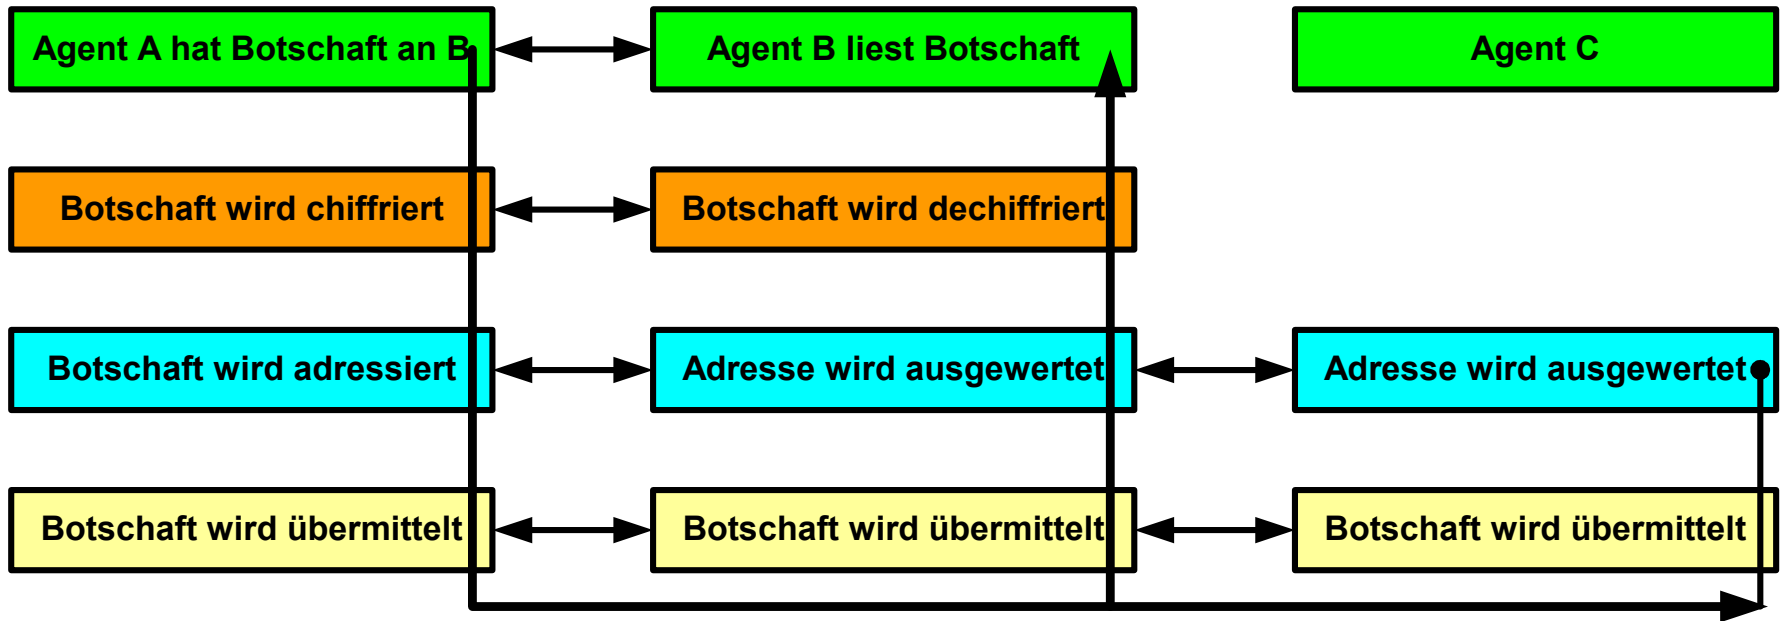 Agent A hat Botschaft an B
Agent B liest Botschaft
Agent C
Botschaft wird chiffriert
Botschaft wird dechiffriert
Botschaft wird adressiert
Adresse wird ausgewertet
Adresse wird ausgewertet
Botschaft wird übermittelt
Botschaft wird übermittelt
Botschaft wird übermittelt